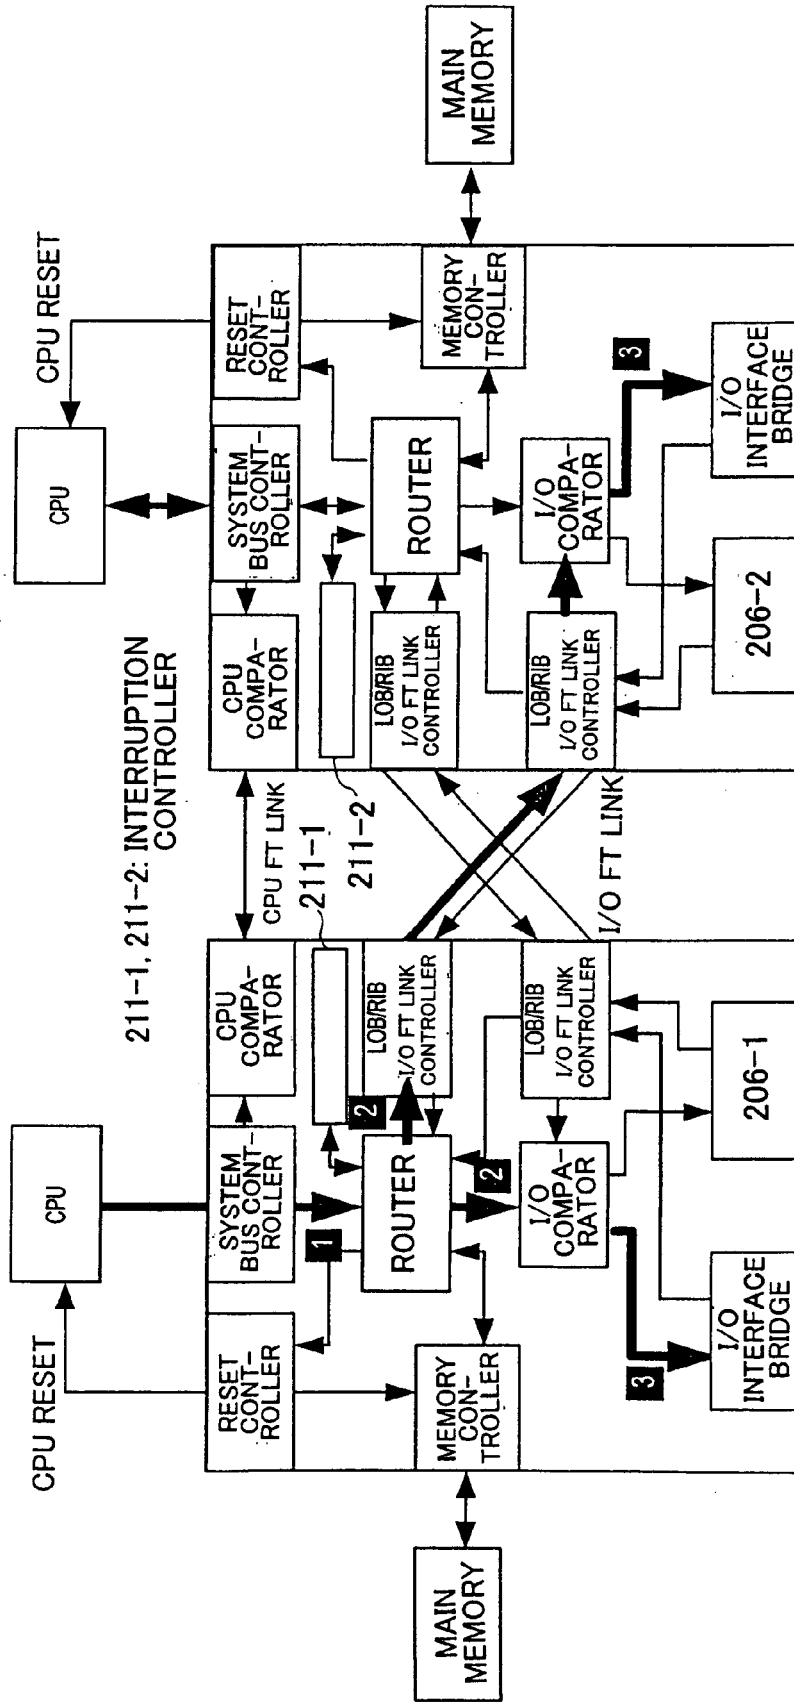 CPU RESET
CPU
211-1, 211-2: INTERRUPTION
CONTROLLER
CPU
CPU RESET
RESET
CONT-
ROLLER
SYSTEM
BUS CONT-
ROLLER
CPU
COMPA-
RATOR
CPU FT LINK
CPU
COMPA-
RATOR
SYSTEM
BUS CONT-
ROLLER
RESET
CONT-
ROLLER
1
2
211-1
211-2
MAIN
MEMORY
MEMORY
CON-
TROLLER
ROUTER
LOB/RIB
I/O FT LINK
CONTROLLER
LOB/RIB
I/O FT LINK
CONTROLLER
ROUTER
MEMORY
CON-
TROLLER
MAIN
MEMORY
2
I/O
COMPA-
RATOR
LOB/RIB
I/O FT LINK
CONTROLLER
I/O FT LINK
LOB/RIB
I/O FT LINK
CONTROLLER
I/O
COMPA-
RATOR
3
3
I/O
INTERFACE
BRIDGE
206-1
206-2
I/O
INTERFACE
BRIDGE